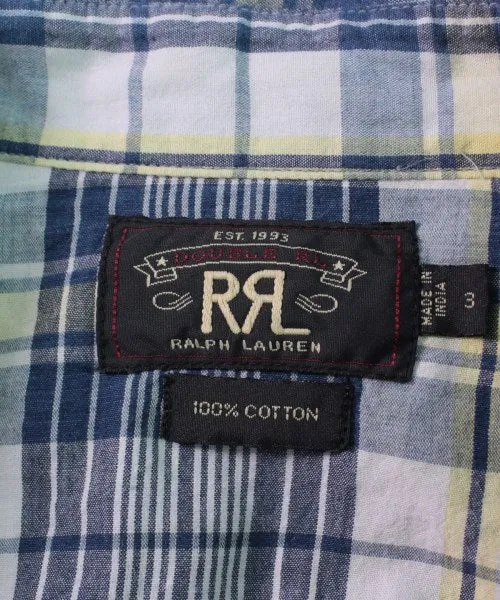 EST. 1993
DOUBLE RL
RRL
RALPH LAUREN
MADE IN
INDIA
3
100% COTTON